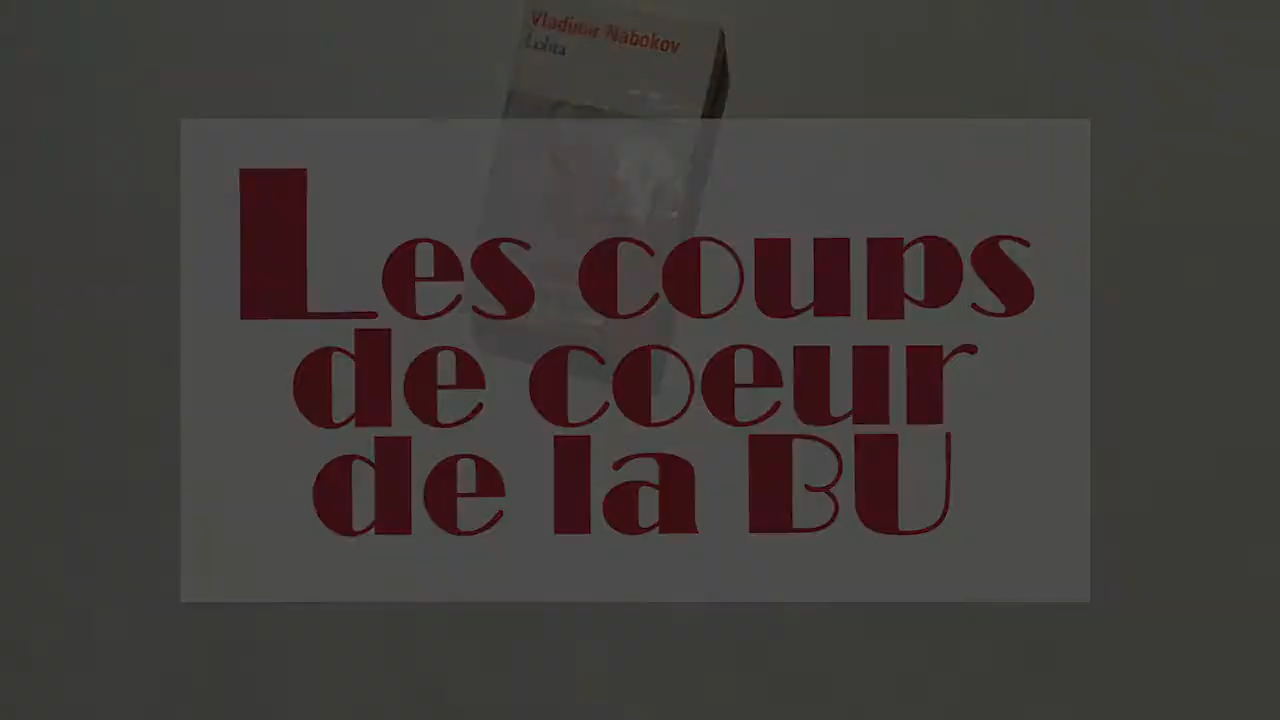 Vladimir Nabokov
Lolita
Les coups
de coeur
de la BU